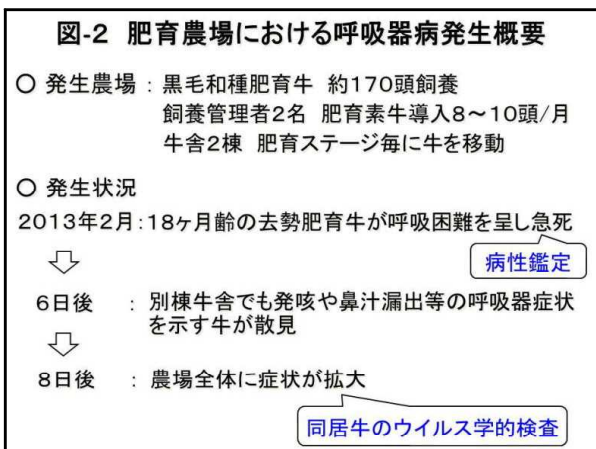 図-2 肥育農場における呼吸器病発生概要
○ 発生農場 : 黒毛和種肥育牛 約170頭飼養
飼養管理者2名 肥育素牛導入8～10頭/月
牛舎2棟 肥育ステージ毎に牛を移動
○ 発生状況
2013年2月:18ヶ月齢の去勢肥育牛が呼吸困難を呈し急死
病性鑑定
6日後 : 別棟牛舎でも発咳や鼻汁漏出等の呼吸器症状
を示す牛が散見
8日後 : 農場全体に症状が拡大
同居牛のウイルス学的検査